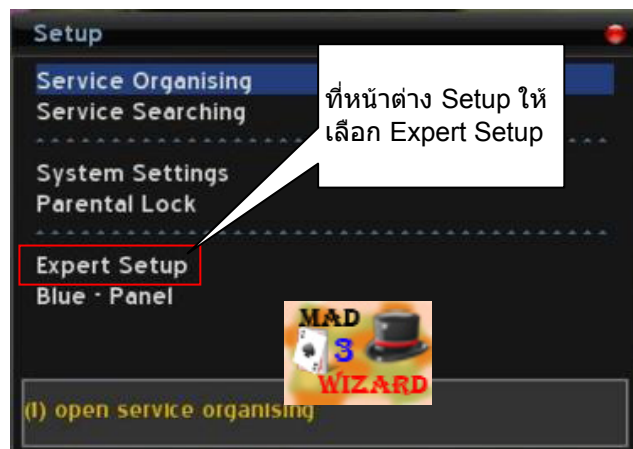 Setup
Service Organising
Service Searching
ที่หน้าต่าง Setup ให้
เลือก Expert Setup
System Settings
Parental Lock
Expert Setup
Blue - Panel
MAD
3
WIZARD
(1) open service organising